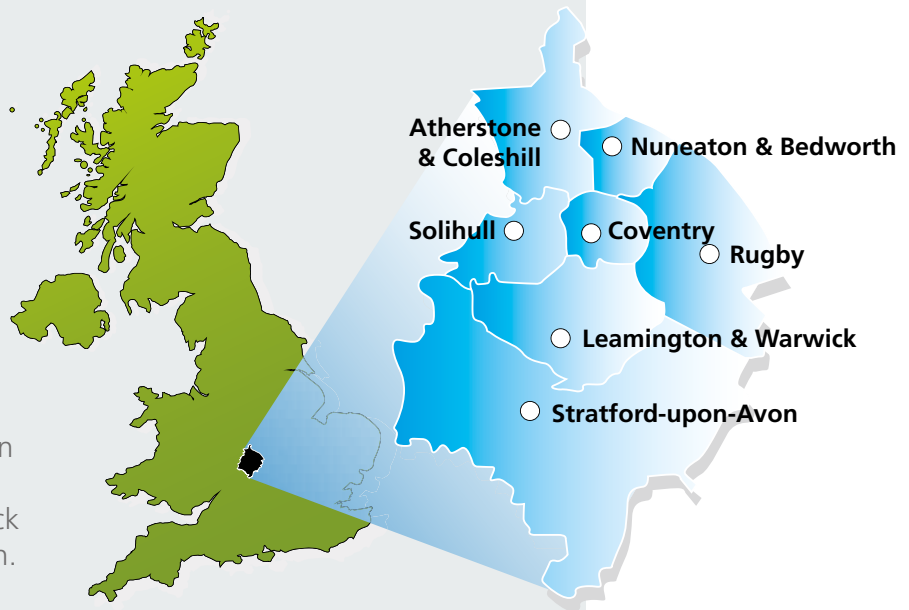 Atherstone
& Coleshill
Nuneaton & Bedworth
Solihull
Coventry
Rugby
Leamington & Warwick
Stratford-upon-Avon